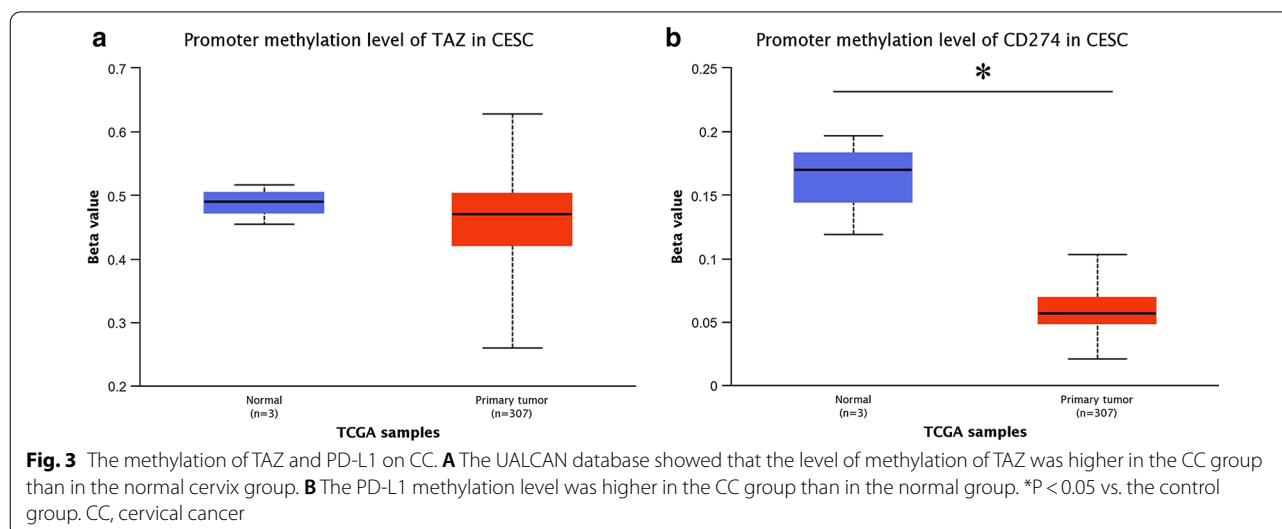 a
Promoter methylation level of TAZ in CESC
0.7
0.6
0.5
0.4
0.3
0.2
Beta value
Normal
(n=3)
Primary tumor
(n=307)
TCGA samples
b
Promoter methylation level of CD274 in CESC
*
0.25
0.2
0.15
0.1
0.05
0
Beta value
Normal
(n=3)
Primary tumor
(n=307)
TCGA samples
Fig. 3 The methylation of TAZ and PD-L1 on CC. A The UALCAN database showed that the level of methylation of TAZ was higher in the CC group
than in the normal cervix group. B The PD-L1 methylation level was higher in the CC group than in the normal group. *P < 0.05 vs. the control
group. CC, cervical cancer